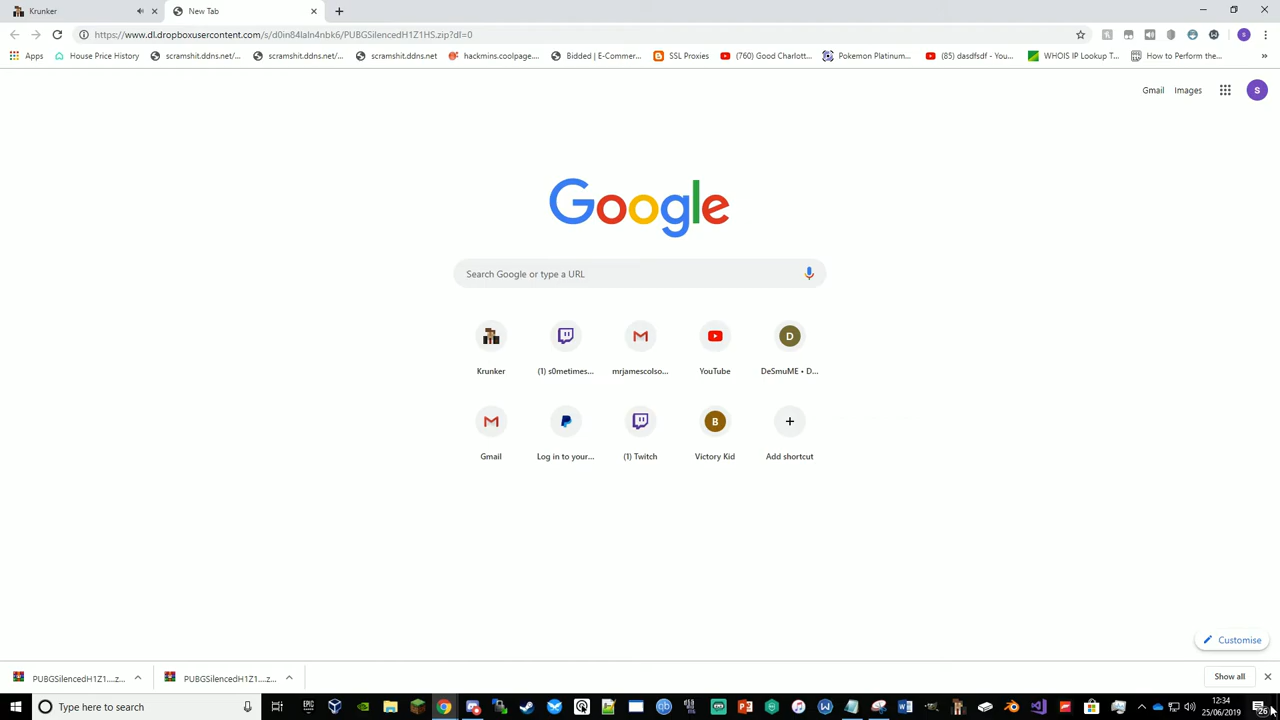 Krunker
New Tab
https://www.dl.dropboxusercontent.com/s/d0in84laln4nbk6/PUBGSilencedH1Z1HS.zip?dl=0
Apps House Price History scramshit.ddns.net/... scramshit.ddns.net/... scramshit.ddns.net hackmins.coolpage.... Bidded | E-Commer... SSL Proxies (760) Good Charlott... Pokemon Platinum... (85) dasdfsdf - You... WHOIS IP Lookup T... How to Perform the... »
Gmail Images S
Google
Search Google or type a URL
Krunker (1) s0metimes... mrjamescolso... YouTube D DeSmuME • D...
Gmail Log in to your... (1) Twitch B Victory Kid Add shortcut
Customise
PUBGSilencedH1Z1....z... PUBGSilencedH1Z1....z... Show all
Type here to search
12:34
25/06/2019
26